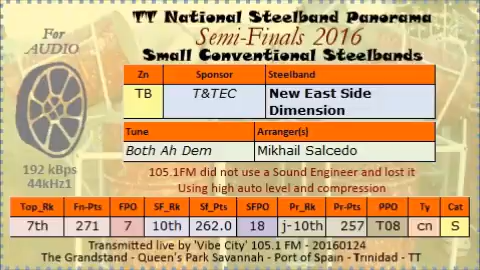 TT National Steelband Panorama
Semi-Finals 2016
Small Conventional Steelbands
For
AUDIO
192 kBps
44kHz1
Zn Sponsor Steelband
TB T&TEC New East Side Dimension
Tune Arranger(s)
Both Ah Dem Mikhail Salcedo
105.1FM did not use a Sound Engineer and lost it
Using high auto level and compression
Top_Rk Fn-Pts FPO SF_Rk Sf_Pts SFPO Pr_Rk Pr-Pts PPO Ty Cat
7th 271 7 10th 262.0 18 j-10th 257 T08 cn S
Transmitted live by 'Vibe City' 105.1 FM - 20160124
The Grandstand - Queen's Park Savannah - Port of Spain - Trinidad - TT